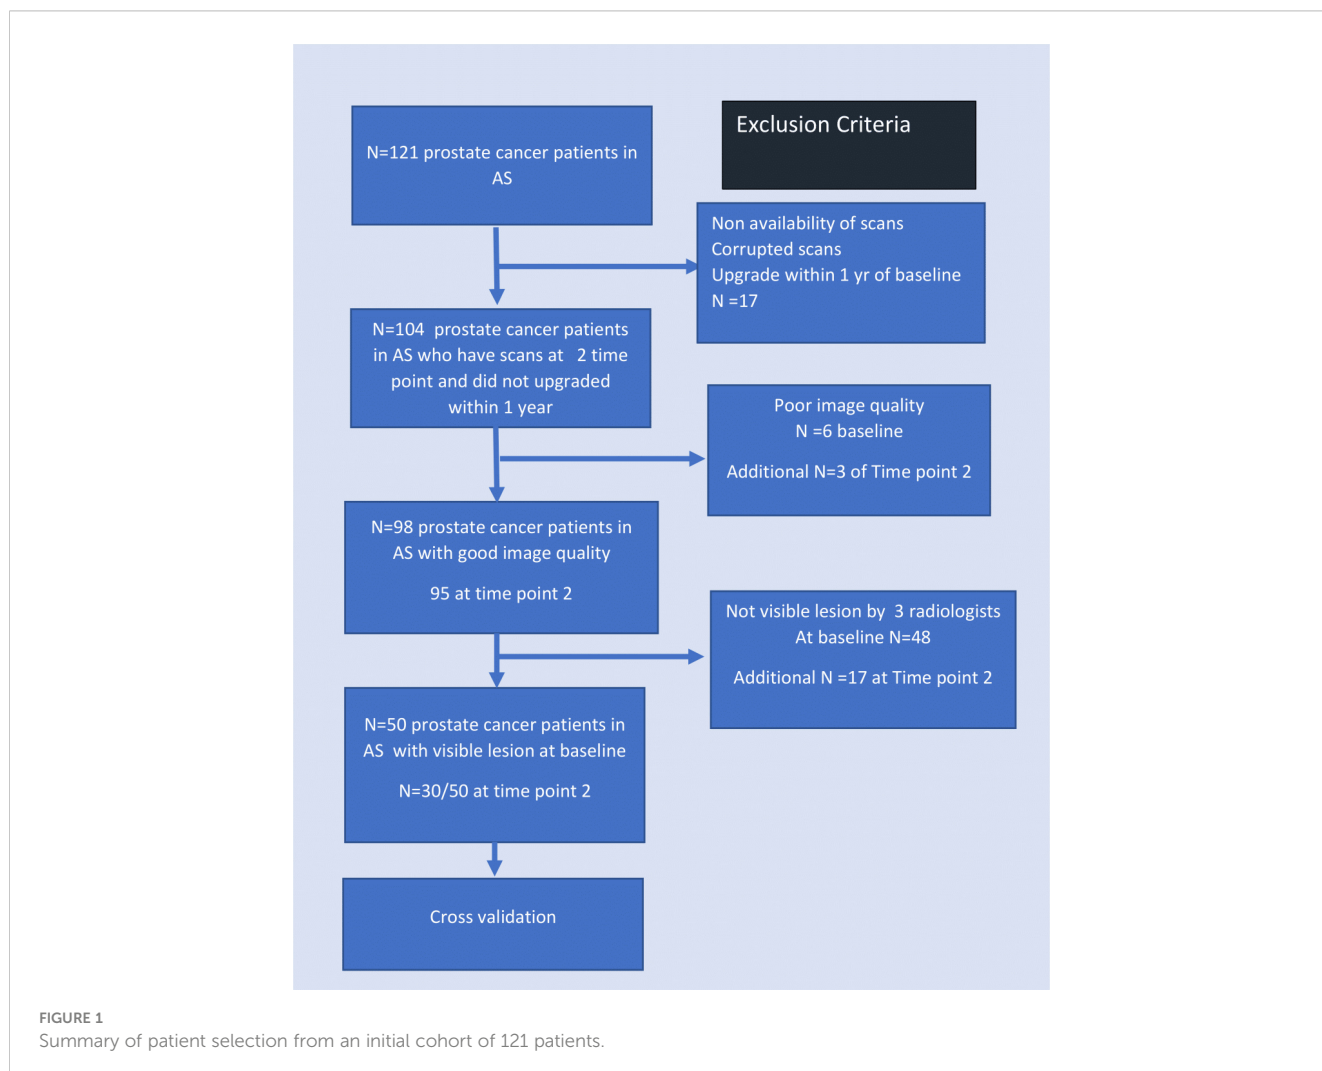 N=121 prostate cancer patients in
AS
Exclusion Criteria
Non availability of scans
Corrupted scans
Upgrade within 1 yr of baseline
N =17
N=104 prostate cancer patients
in AS who have scans at 2 time
point and did not upgraded
within 1 year
Poor image quality
N =6 baseline
Additional N=3 of Time point 2
N=98 prostate cancer patients in
AS with good image quality
95 at time point 2
Not visible lesion by 3 radiologists
At baseline N=48
Additional N =17 at Time point 2
N=50 prostate cancer patients in
AS with visible lesion at baseline
N=30/50 at time point 2
Cross validation
FIGURE 1
Summary of patient selection from an initial cohort of 121 patients.